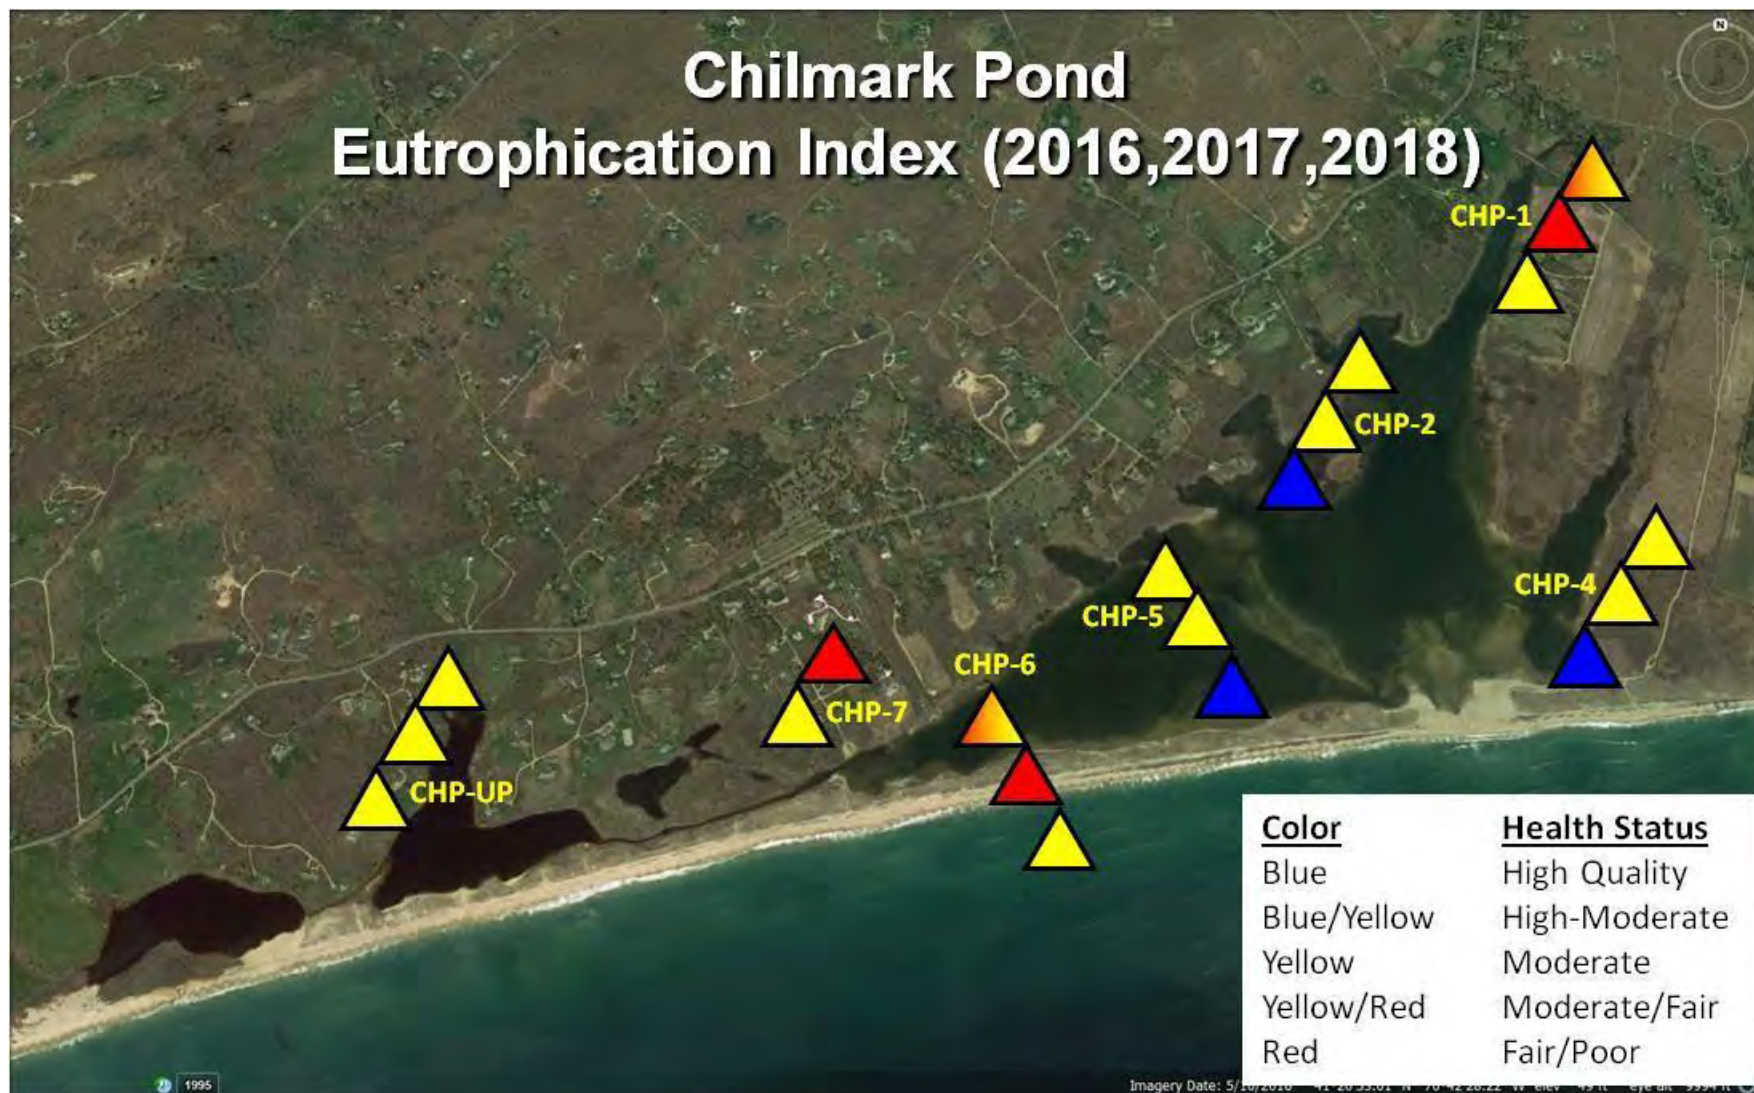 Chilmark Pond
Eutrophication Index (2016,2017,2018)
N
CHP-1
CHP-2
CHP-4
CHP-5
CHP-6
CHP-7
CHP-UP
Color Health Status
Blue High Quality
Blue/Yellow High-Moderate
Yellow Moderate
Yellow/Red Moderate/Fair
Red Fair/Poor
1995
Imagery Date: